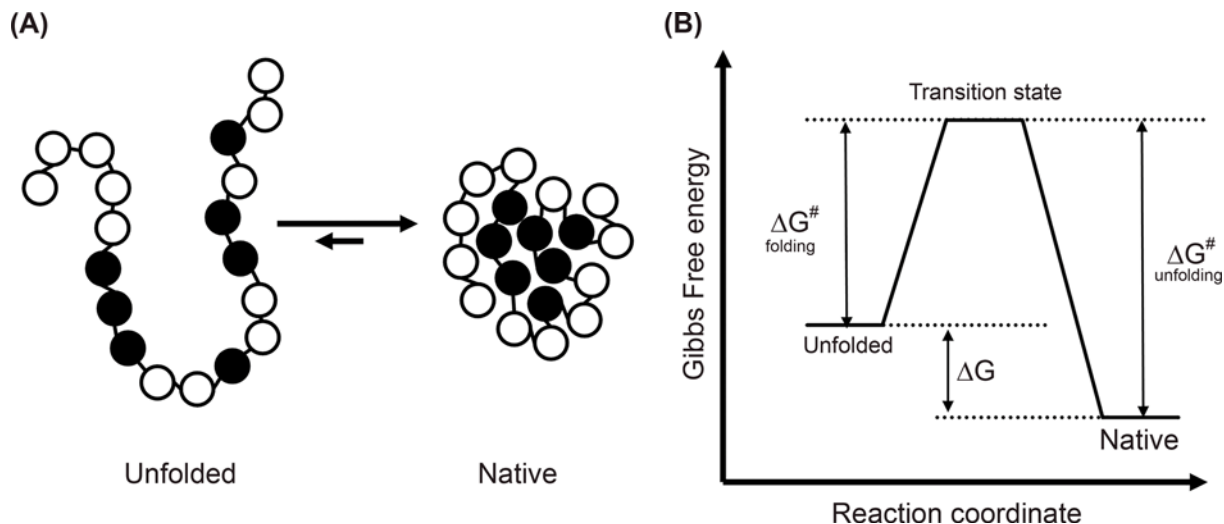 (A)
Unfolded
Native
(B)
Gibbs Free energy
Transition state
ΔG#
folding
ΔG#
unfolding
Unfolded
ΔG
Native
Reaction coordinate